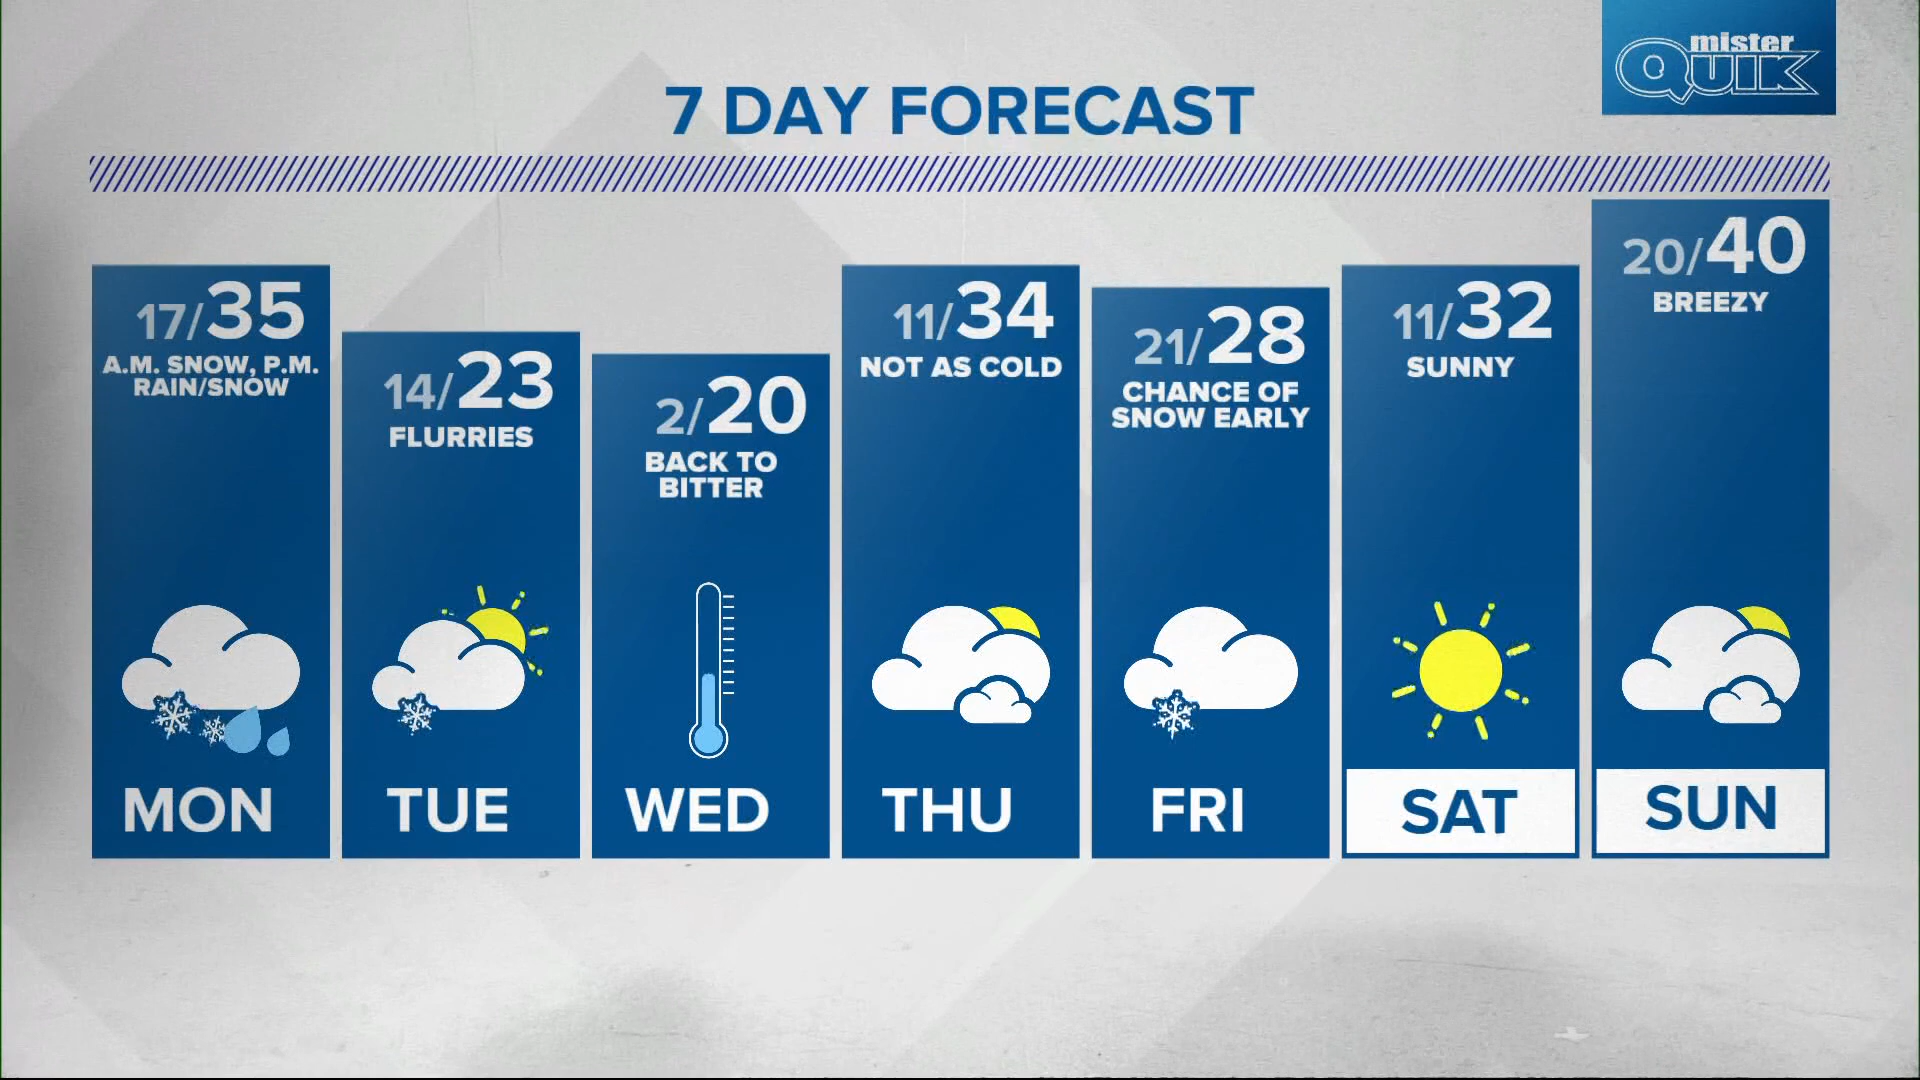 mister
QUIK
7 DAY FORECAST
17/35
A.M. SNOW, P.M.
RAIN/SNOW
MON
14/23
FLURRIES
TUE
2/20
BACK TO
BITTER
WED
11/34
NOT AS COLD
THU
21/28
CHANCE OF
SNOW EARLY
FRI
11/32
SUNNY
SAT
20/40
BREEZY
SUN